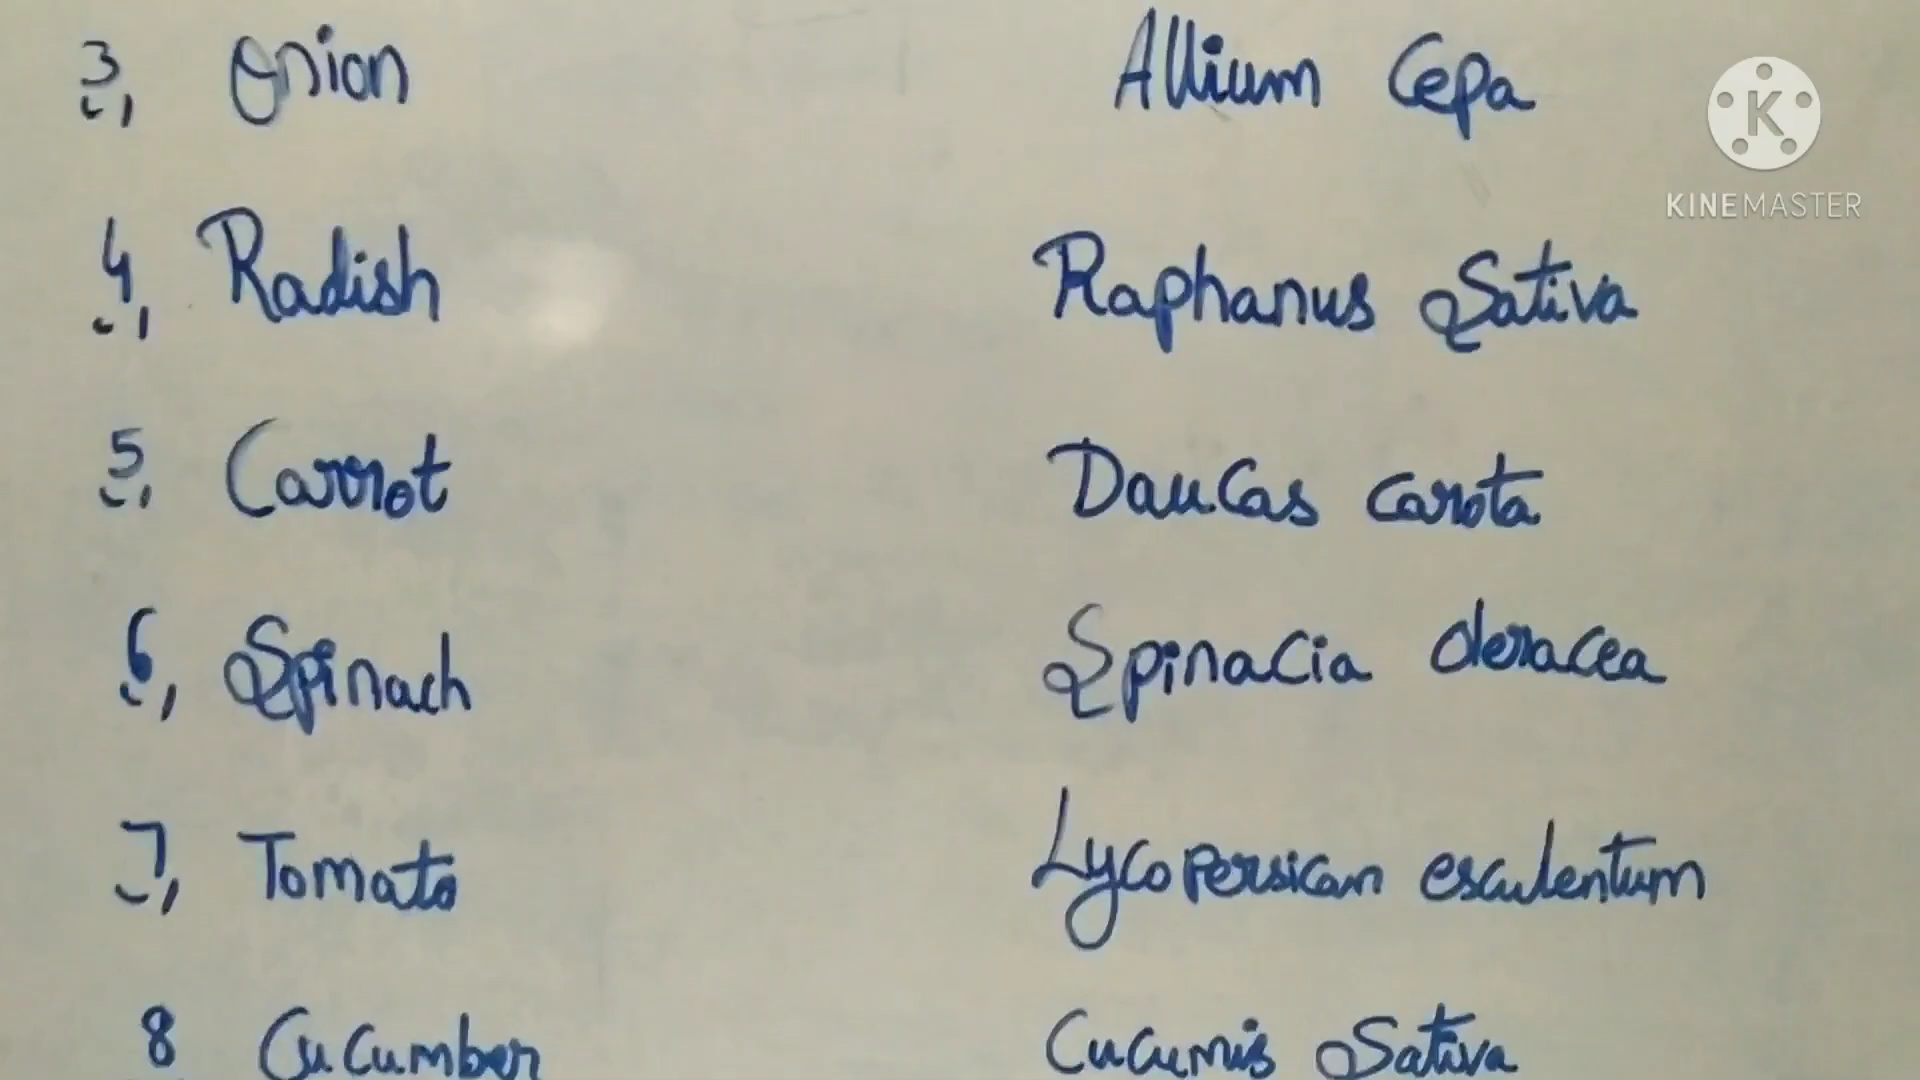 3, Onion Allium Cepa
K
KINEMASTER
4, Radish Raphanus Sativa
5, Carrot Daucas carota
6, Spinach Spinacia oleracea
7, Tomato Lycopersican esculentum
8 Cucumber Cucumis Sativa